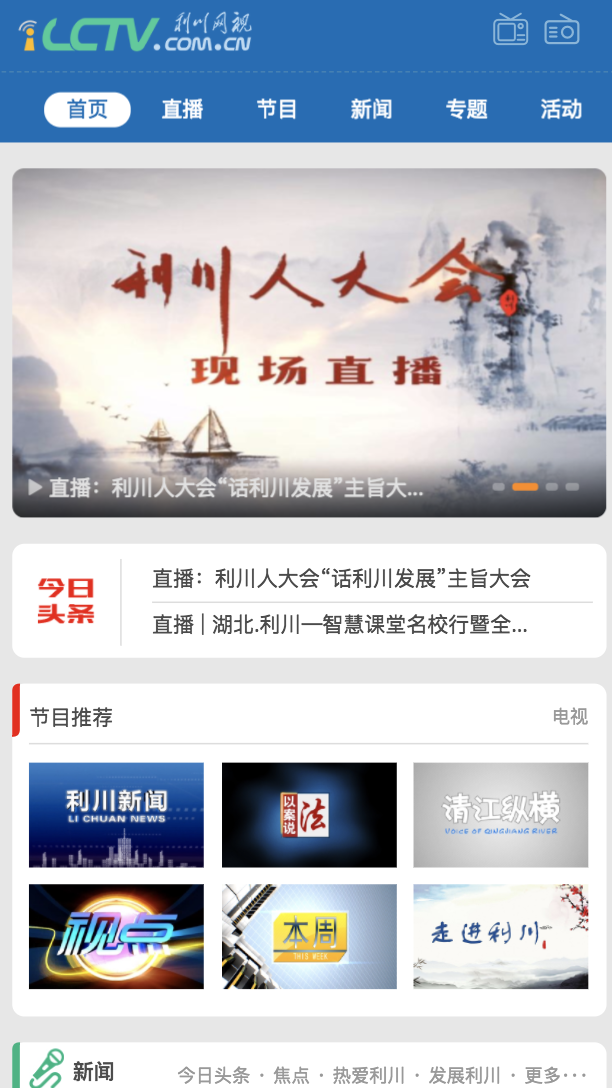 iLCTV.COM.CN
利川网视
首页 直播 节目 新闻 专题 活动
利川人大会
现场直播
直播：利川人大会“话利川发展”主旨大...
今日
头条
直播：利川人大会“话利川发展”主旨大会
直播 | 湖北.利川—智慧课堂名校行暨全...
节目推荐 电视
利川新闻
LI CHUAN NEWS
以案说法
清江纵横
VOICE OF QINGJIANG RIVER
视点
本周
THIS WEEK
走进利川
新闻 今日头条 · 焦点 · 热爱利川 · 发展利川 · 更多···